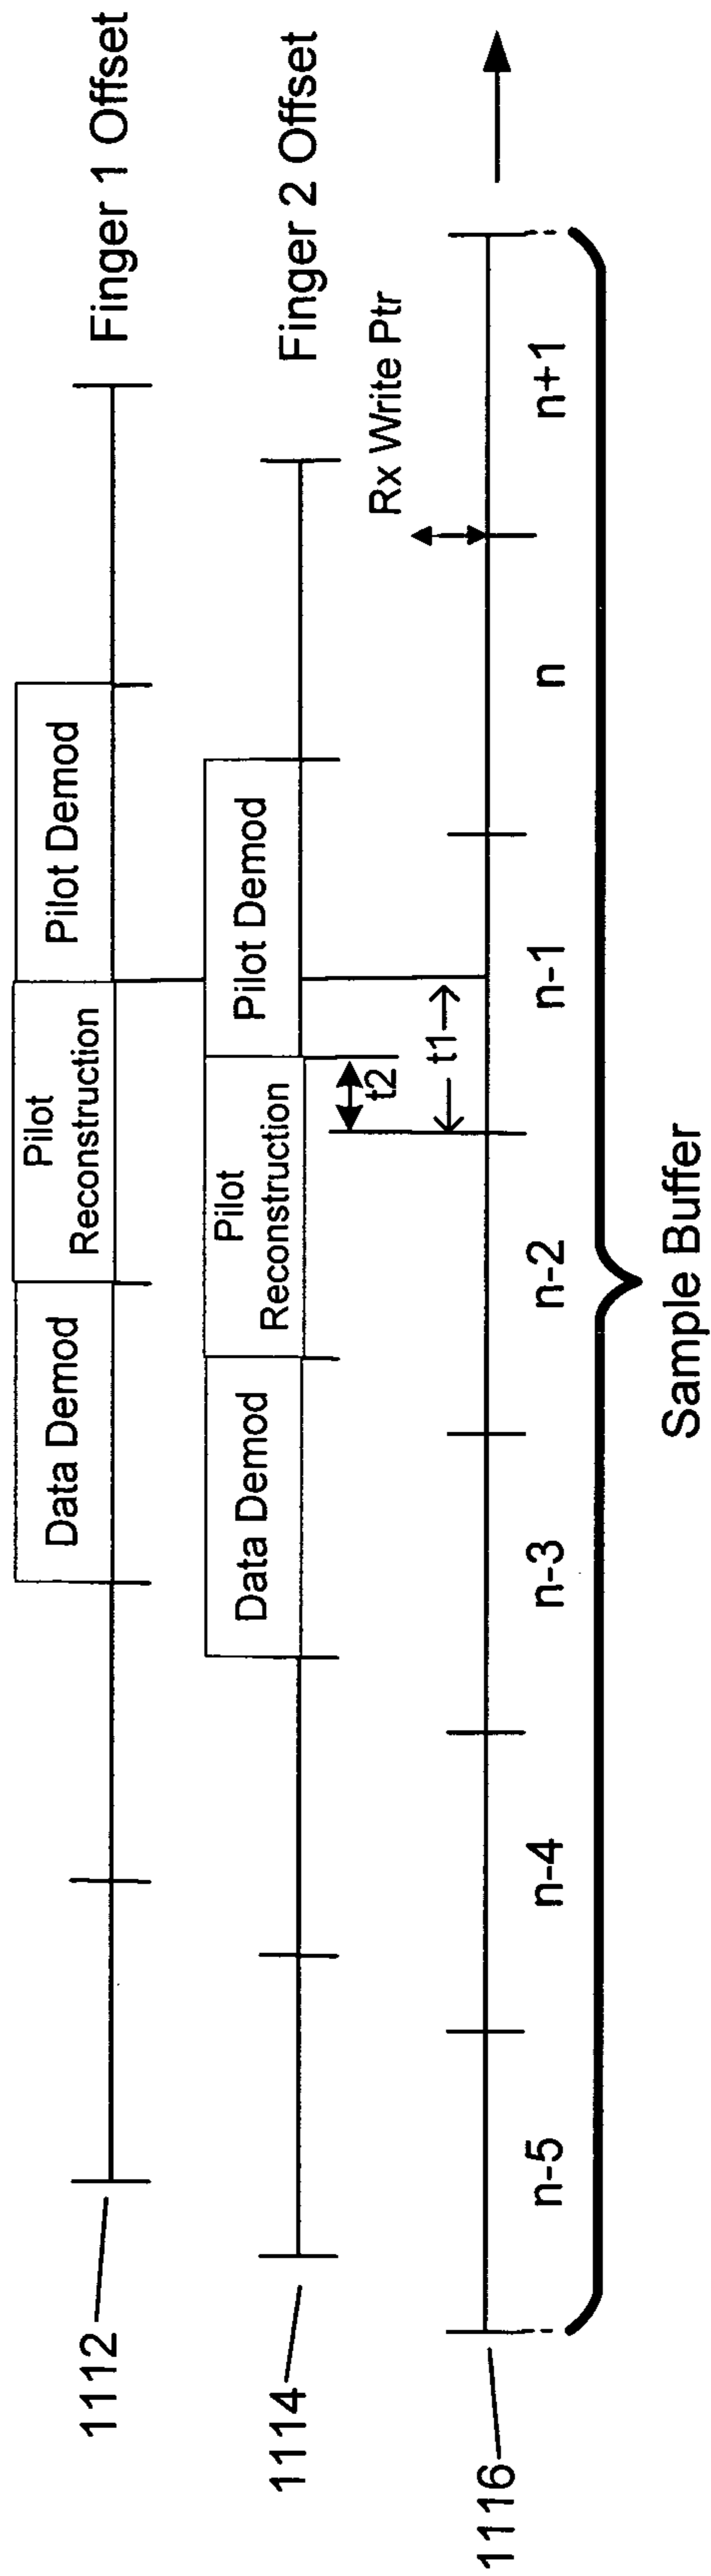 1112
Data Demod
Pilot
Reconstruction
Pilot Demod
Finger 1 Offset
1114
Data Demod
Pilot
Reconstruction
Pilot Demod
Finger 2 Offset
t2
t1
Rx Write Ptr
1116
n-5
n-4
n-3
n-2
n-1
n
n+1
Sample Buffer